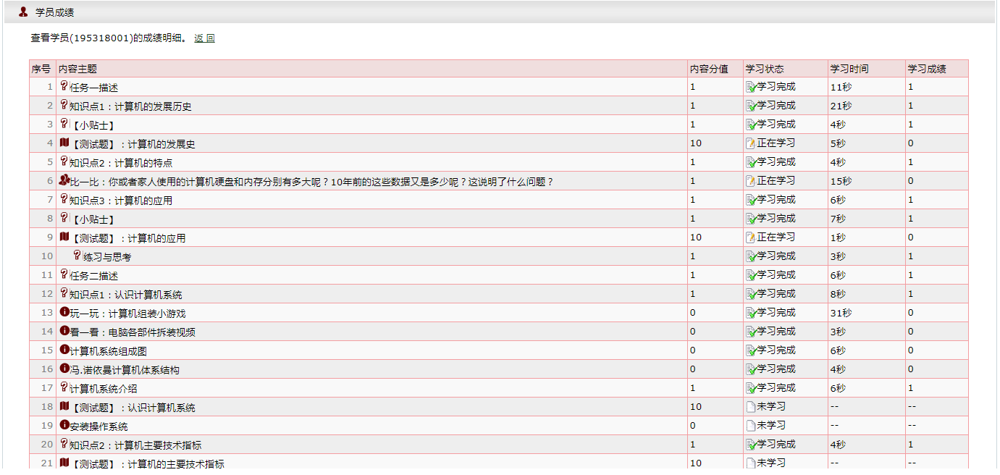 学员成绩
查看学员(195318001)的成绩明细。 返回
序号 内容主题 内容分值 学习状态 学习时间 学习成绩
1 任务一描述 1 学习完成 11秒 1
2 知识点1：计算机的发展历史 1 学习完成 21秒 1
3 【小贴士】 1 学习完成 4秒 1
4 【测试题】：计算机的发展史 10 正在学习 5秒 0
5 知识点2：计算机的特点 1 学习完成 4秒 1
6 比一比：你或者家人使用的计算机硬盘和内存分别有多大呢？10年前的这些数据又是多少呢？这说明了什么问题？ 1 正在学习 15秒 0
7 知识点3：计算机的应用 1 学习完成 6秒 1
8 【小贴士】 1 学习完成 7秒 1
9 【测试题】：计算机的应用 10 正在学习 1秒 0
10 练习与思考 1 学习完成 3秒 1
11 任务二描述 1 学习完成 6秒 1
12 知识点1：认识计算机系统 1 学习完成 8秒 1
13 玩一玩：计算机组装小游戏 0 学习完成 31秒 0
14 看一看：电脑各部件拆装视频 0 学习完成 3秒 0
15 计算机系统组成图 0 学习完成 6秒 0
16 冯.诺依曼计算机体系结构 0 学习完成 4秒 0
17 计算机系统介绍 1 学习完成 6秒 1
18 【测试题】：认识计算机系统 10 未学习 -- --
19 安装操作系统 0 未学习 -- --
20 知识点2：计算机主要技术指标 1 学习完成 4秒 1
21 【测试题】：计算机的主要技术指标 10 未学习 -- --